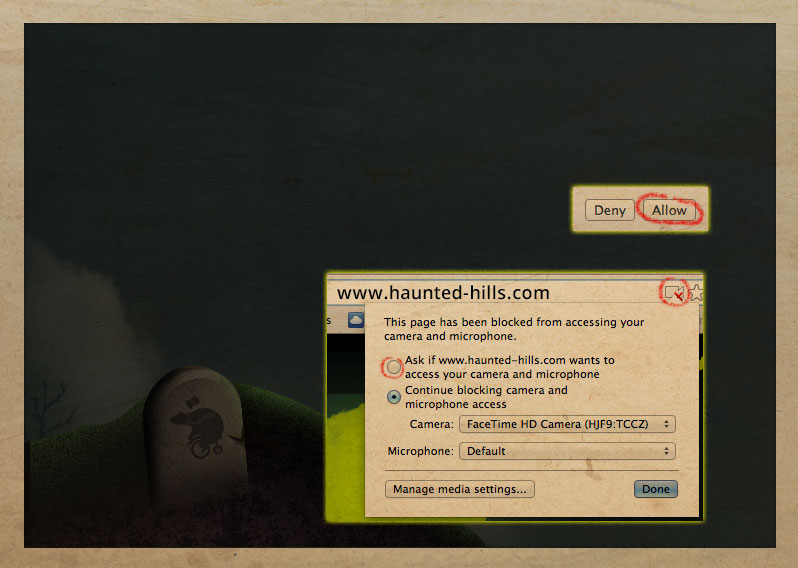 Deny Allow
www.haunted-hills.com
s
This page has been blocked from accessing your
camera and microphone.
Ask if www.haunted-hills.com wants to
access your camera and microphone
Continue blocking camera and
microphone access
Camera: FaceTime HD Camera (HJF9:TCCZ)
Microphone: Default
Manage media settings... Done